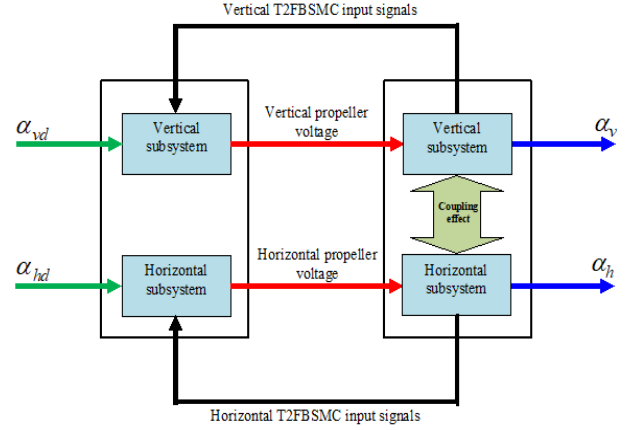 Vertical T2FBSMC input signals
α_vd
Vertical
subsystem
Vertical propeller
voltage
Vertical
subsystem
α_v
Coupling
effect
α_hd
Horizontal
subsystem
Horizontal propeller
voltage
Horizontal
subsystem
α_h
Horizontal T2FBSMC input signals